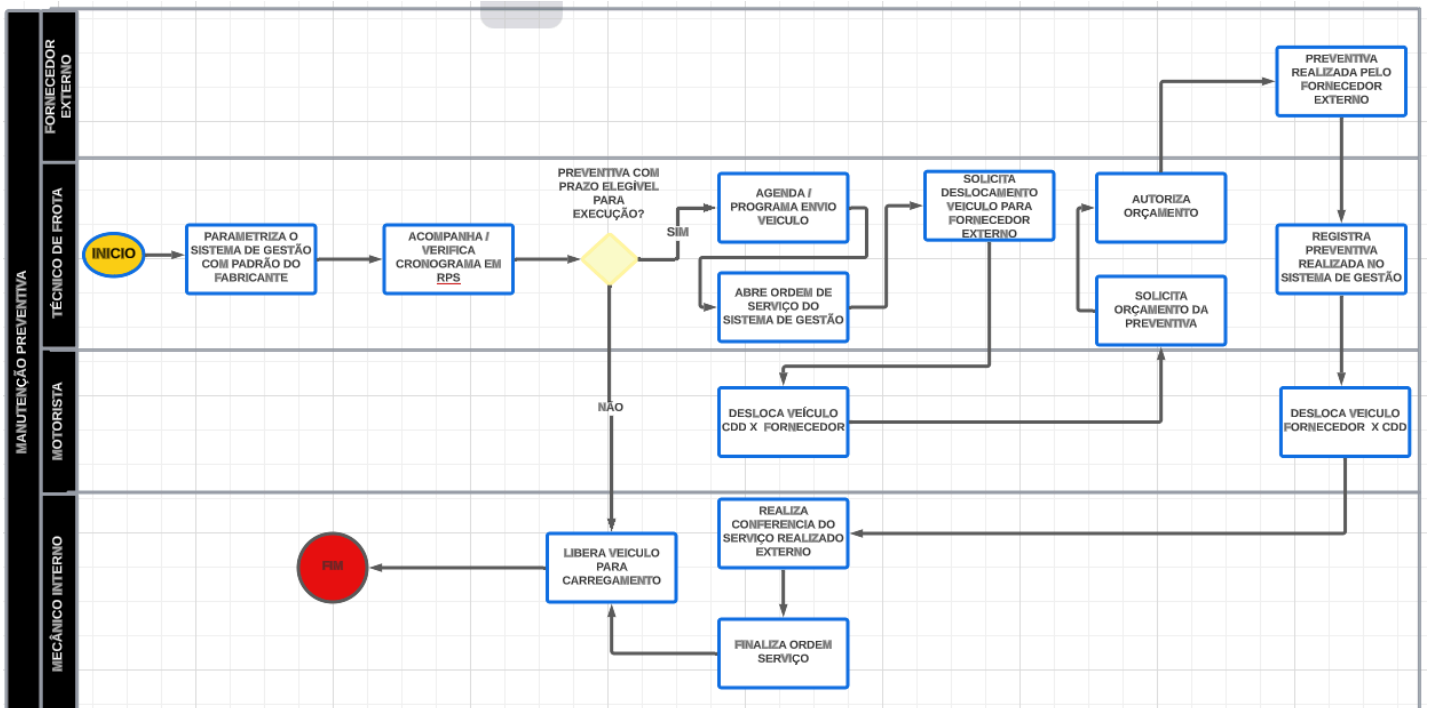 MANUTENÇÃO PREVENTIVA
FORNECEDOR
EXTERNO
PREVENTIVA
REALIZADA PELO
FORNECEDOR
EXTERNO
TÉCNICO DE FROTA
INICIO
PARAMETRIZA O
SISTEMA DE GESTÃO
COM PADRÃO DO
FABRICANTE
ACOMPANHA /
VERIFICA
CRONOGRAMA EM
RPS
PREVENTIVA COM
PRAZO ELEGÍVEL
PARA
EXECUÇÃO?
SIM
AGENDA /
PROGRAMA ENVIO
VEICULO
ABRE ORDEM DE
SERVIÇO DO
SISTEMA DE GESTÃO
SOLICITA
DESLOCAMENTO
VEICULO PARA
FORNECEDOR
EXTERNO
AUTORIZA
ORÇAMENTO
SOLICITA
ORÇAMENTO DA
PREVENTIVA
REGISTRA
PREVENTIVA
REALIZADA NO
SISTEMA DE GESTÃO
MOTORISTA
NÃO
DESLOCA VEÍCULO
CDD X FORNECEDOR
DESLOCA VEICULO
FORNECEDOR X CDD
MECÂNICO INTERNO
FIM
LIBERA VEICULO
PARA
CARREGAMENTO
REALIZA
CONFERENCIA DO
SERVIÇO REALIZADO
EXTERNO
FINALIZA ORDEM
SERVIÇO